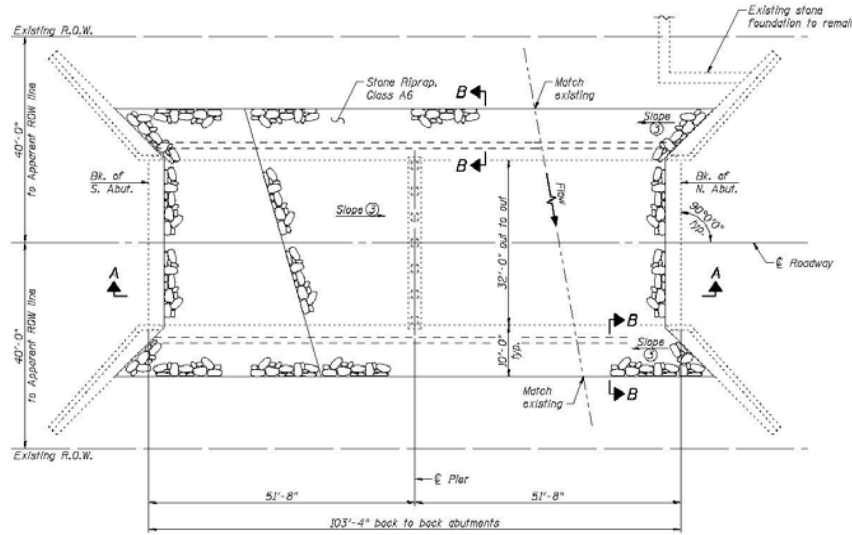 Existing R.O.W.
Existing stone
foundation to remain
Stone Riprap,
Class A6
B
Match
existing
Slope
3
40'-0"
to Apparent ROW line
B
Bk. of
S. Abut.
Bk. of
N. Abut.
Flow
Slope 3
32'-0" out to out
90°0'0"
typ.
℄ Roadway
A
A
40'-0"
to Apparent ROW line
B
Slope
3
10'-0"
typ.
Match
existing
B
Existing R.O.W.
℄ Pier
51'-8"
51'-8"
103'-4" back to back abutments